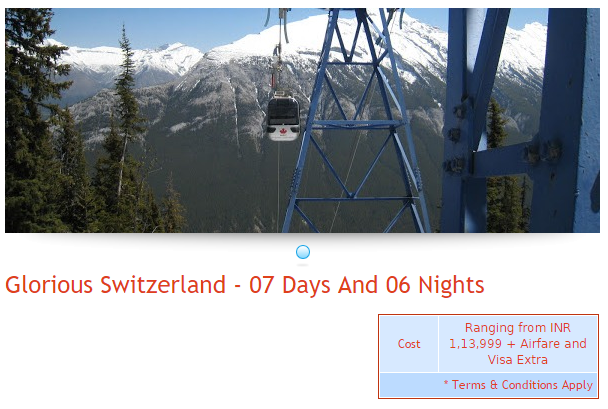 Glorious Switzerland - 07 Days And 06 Nights
Cost
Ranging from INR
1,13,999 + Airfare and
Visa Extra
* Terms & Conditions Apply